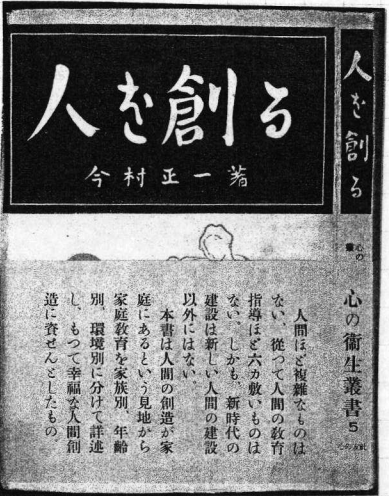 人を創る
今村正一著
人間ほど複雑なものは
ない、從つて人間の敎育
指導ほど六カ敷いものは
ない、しかも、新時代の
建設は新しい人間の建設
以外にはない。
本書は人間の創造が家
庭にあるという見地から
家庭敎育を家族別、年齡
別、環境別に分けて詳述
し、もつて幸福な人間創
造に資せんとしたもの
人を創る
心の衞生叢書
5